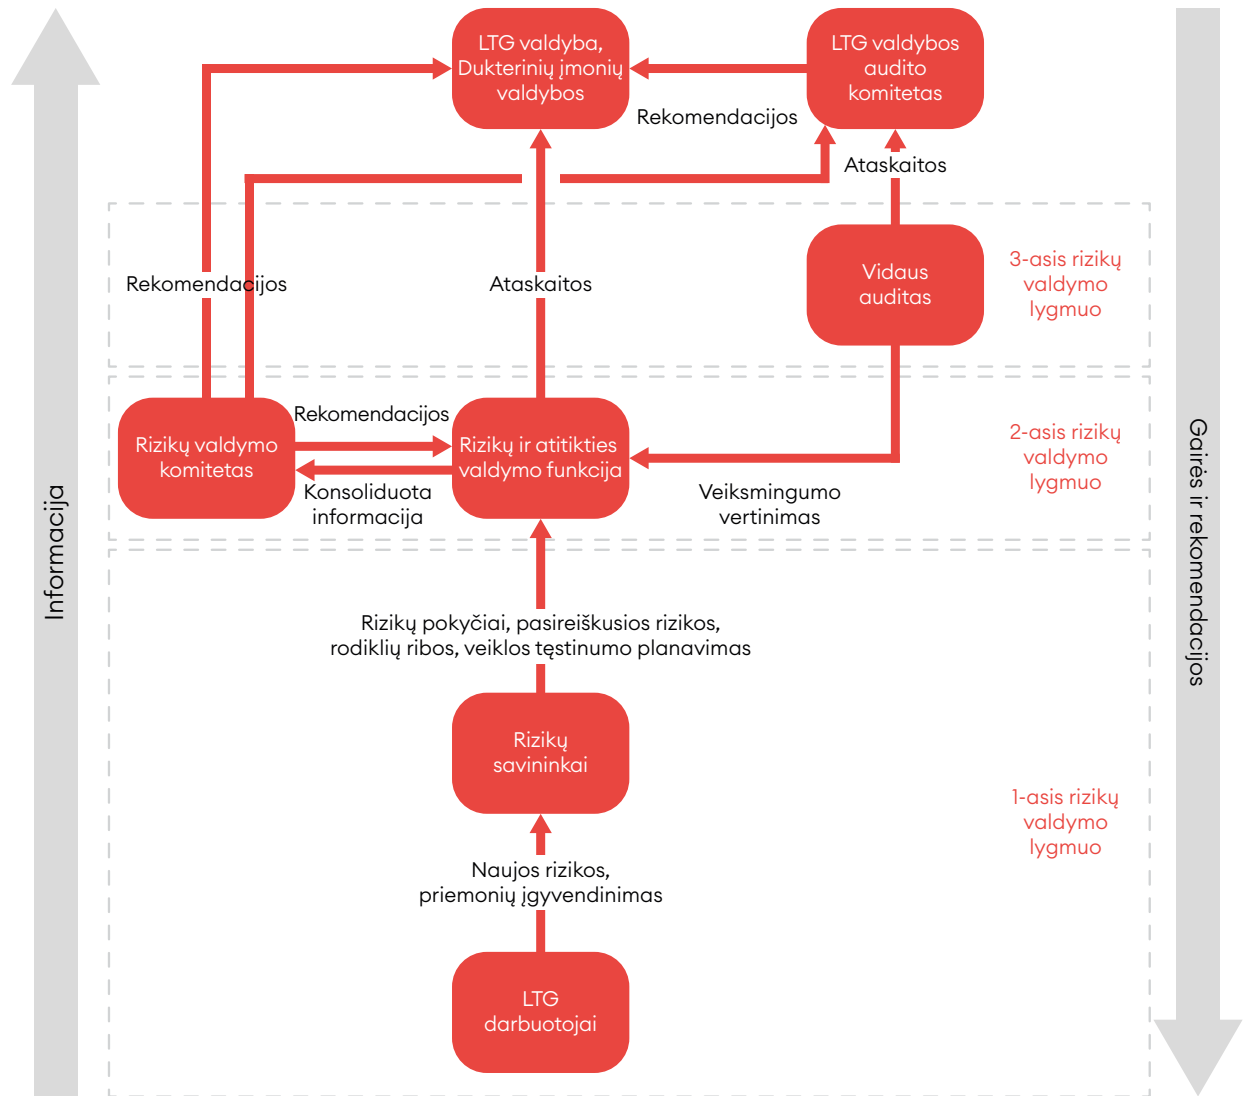 LTG valdyba,
Dukterinių įmonių
valdybos
LTG valdybos
audito
komitetas
Rekomendacijos
Ataskaitos
Rekomendacijos
Ataskaitos
Vidaus
auditas
3-asis rizikų
valdymo
lygmuo
Rizikų valdymo
komitetas
Rekomendacijos
Konsoliduota
informacija
Rizikų ir atitikties
valdymo funkcija
Veiksmingumo
vertinimas
2-asis rizikų
valdymo
lygmuo
Informacija
Gairės ir rekomendacijos
Rizikų pokyčiai, pasireiškusios rizikos,
rodiklių ribos, veiklos tęstinumo planavimas
Rizikų
savininkai
1-asis rizikų
valdymo
lygmuo
Naujos rizikos,
priemonių įgyvendinimas
LTG
darbuotojai